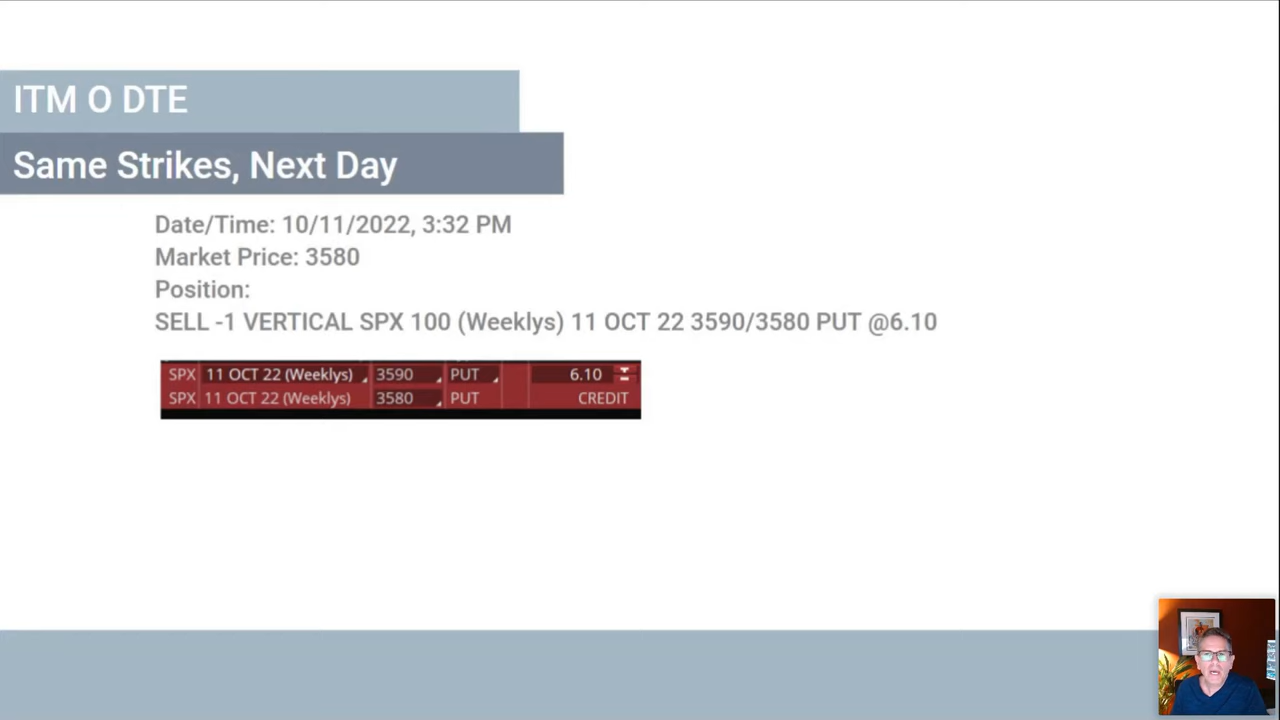 ITM O DTE
Same Strikes, Next Day
Date/Time: 10/11/2022, 3:32 PM
Market Price: 3580
Position:
SELL -1 VERTICAL SPX 100 (Weeklys) 11 OCT 22 3590/3580 PUT @6.10
SPX 11 OCT 22 (Weeklys) 3590 PUT 6.10
SPX 11 OCT 22 (Weeklys) 3580 PUT CREDIT